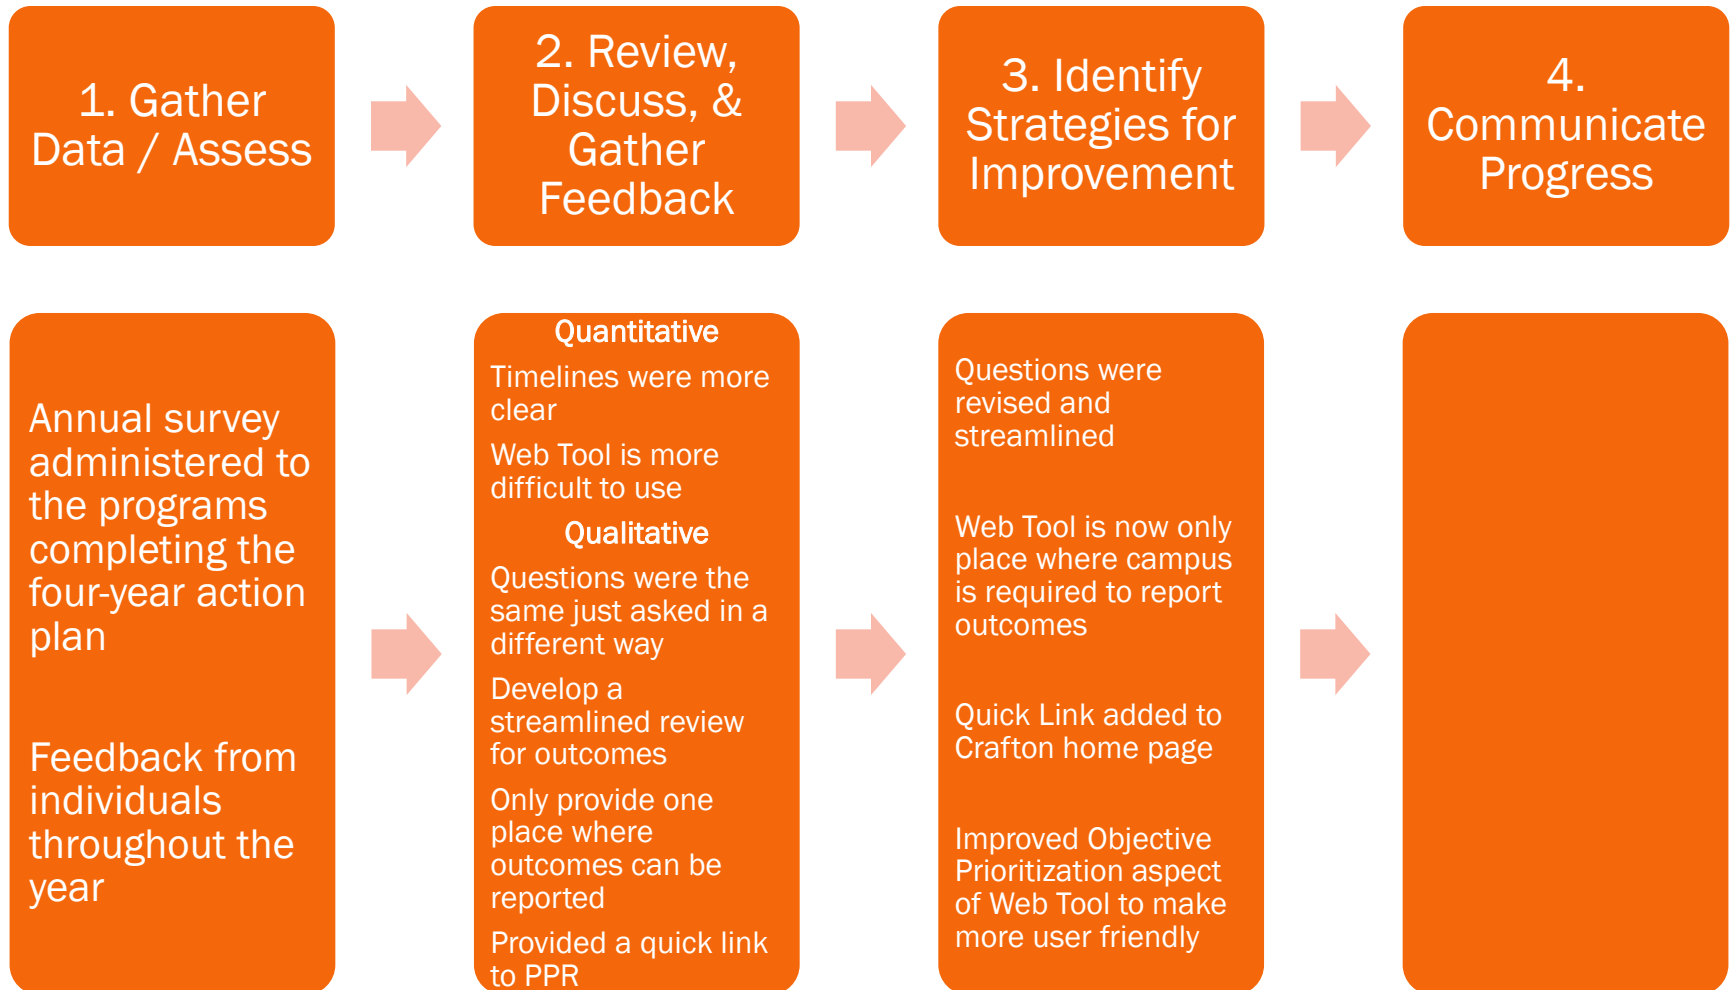 1. Gather
Data / Assess
2. Review,
Discuss, &
Gather
Feedback
3. Identify
Strategies for
Improvement
4.
Communicate
Progress
Annual survey
administered to
the programs
completing the
four-year action
plan
Feedback from
individuals
throughout the
year
Quantitative
Timelines were more
clear
Web Tool is more
difficult to use
Qualitative
Questions were the
same just asked in a
different way
Develop a
streamlined review
for outcomes
Only provide one
place where
outcomes can be
reported
Provided a quick link
to PPR
Questions were
revised and
streamlined
Web Tool is now only
place where campus
is required to report
outcomes
Quick Link added to
Crafton home page
Improved Objective
Prioritization aspect
of Web Tool to make
more user friendly